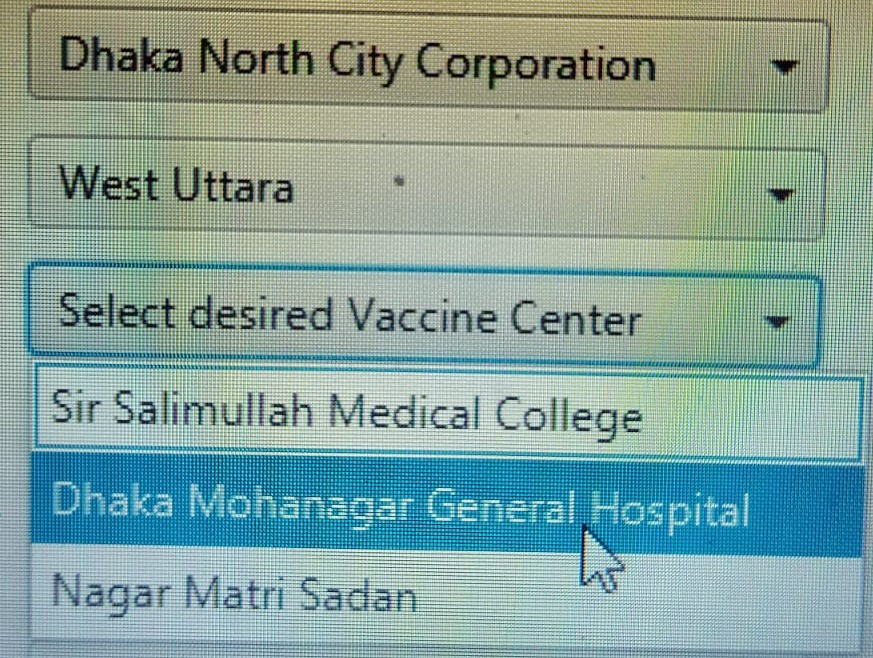 Dhaka North City Corporation
West Uttara
Select desired Vaccine Center
Sir Salimullah Medical College
Dhaka Mohanagar General Hospital
Nagar Matri Sadan